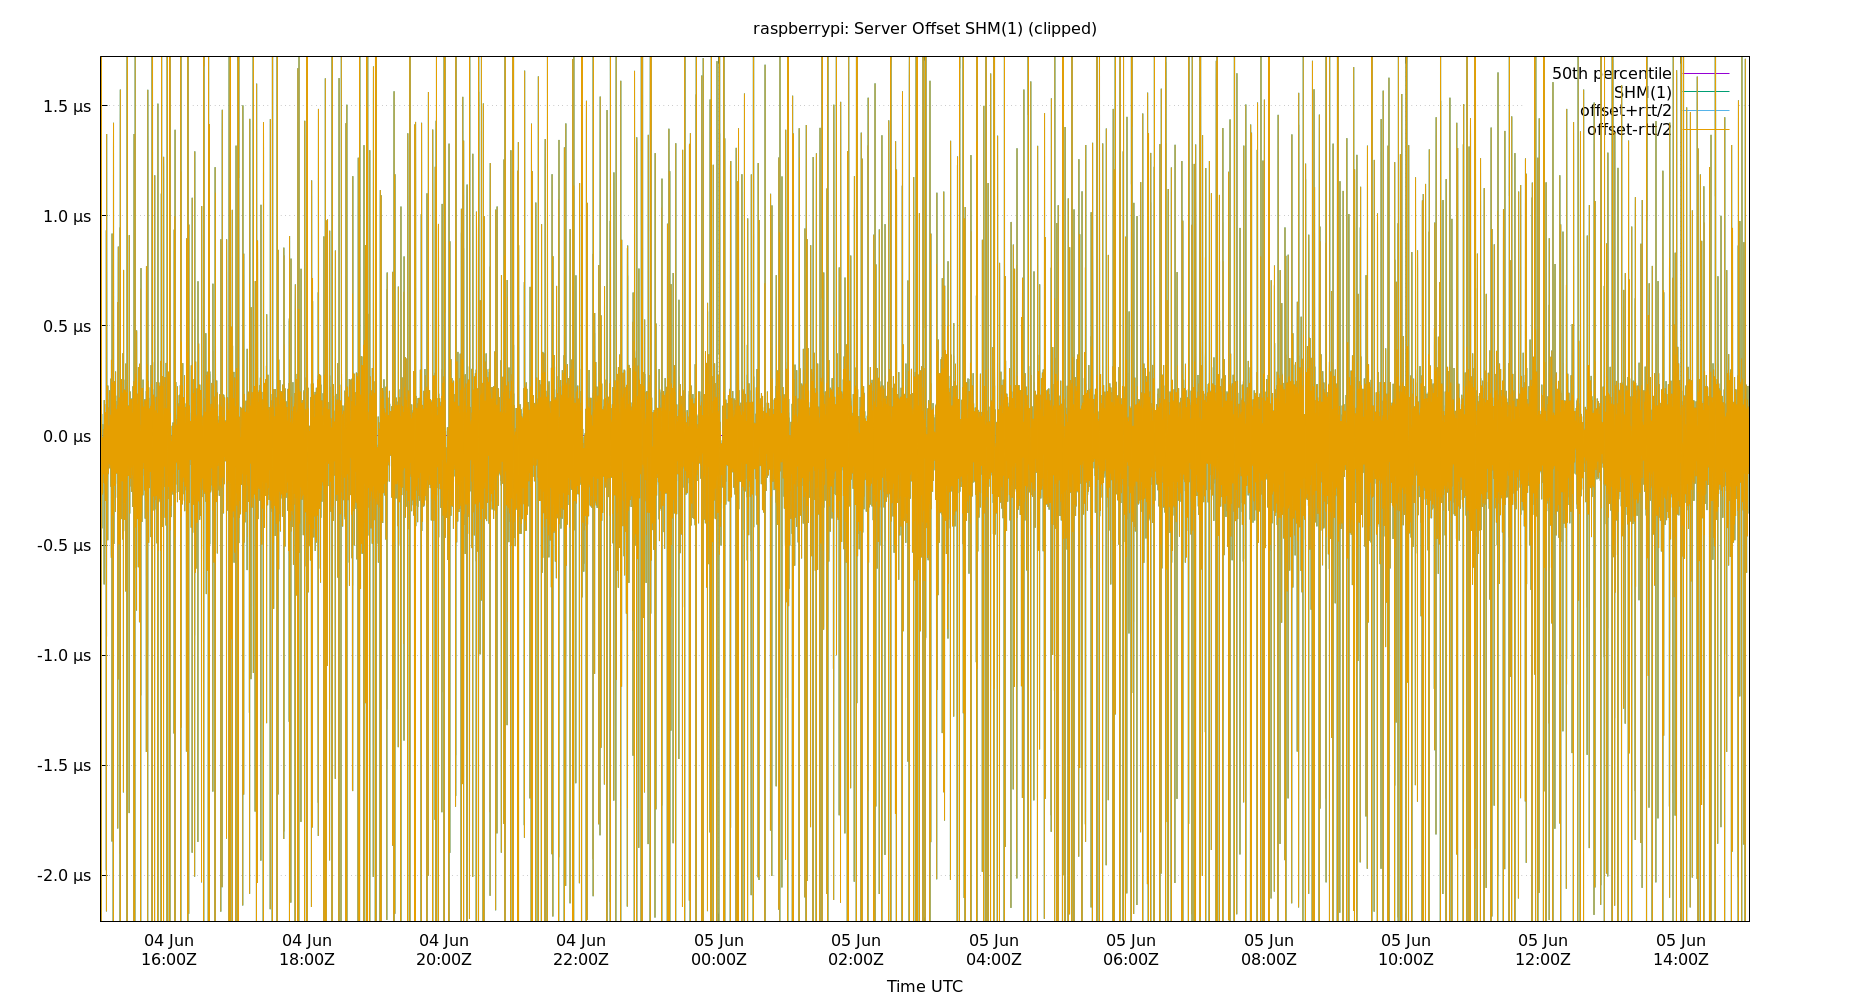 raspberrypi: Server Offset SHM(1) (clipped)
50th percentile
SHM(1)
offset+rtt/2
offset-rtt/2
1.5 µs
1.0 µs
0.5 µs
0.0 µs
-0.5 µs
-1.0 µs
-1.5 µs
-2.0 µs
04 Jun 04 Jun 04 Jun 04 Jun 05 Jun 05 Jun 05 Jun 05 Jun 05 Jun 05 Jun 05 Jun 05 Jun
16:00Z 18:00Z 20:00Z 22:00Z 00:00Z 02:00Z 04:00Z 06:00Z 08:00Z 10:00Z 12:00Z 14:00Z
Time UTC